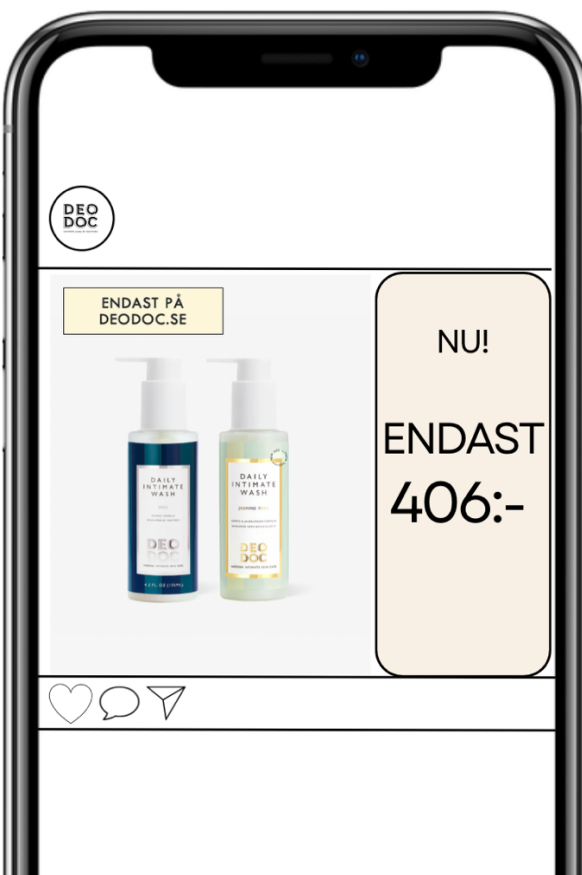 DEO
DOC
ENDAST PÅ
DEODOC.SE
NU!
ENDAST
406:-
DAILY
INTIMATE
WASH
DEO
DOC
DAILY
INTIMATE
WASH
JASMINE PEAR
DEO
DOC